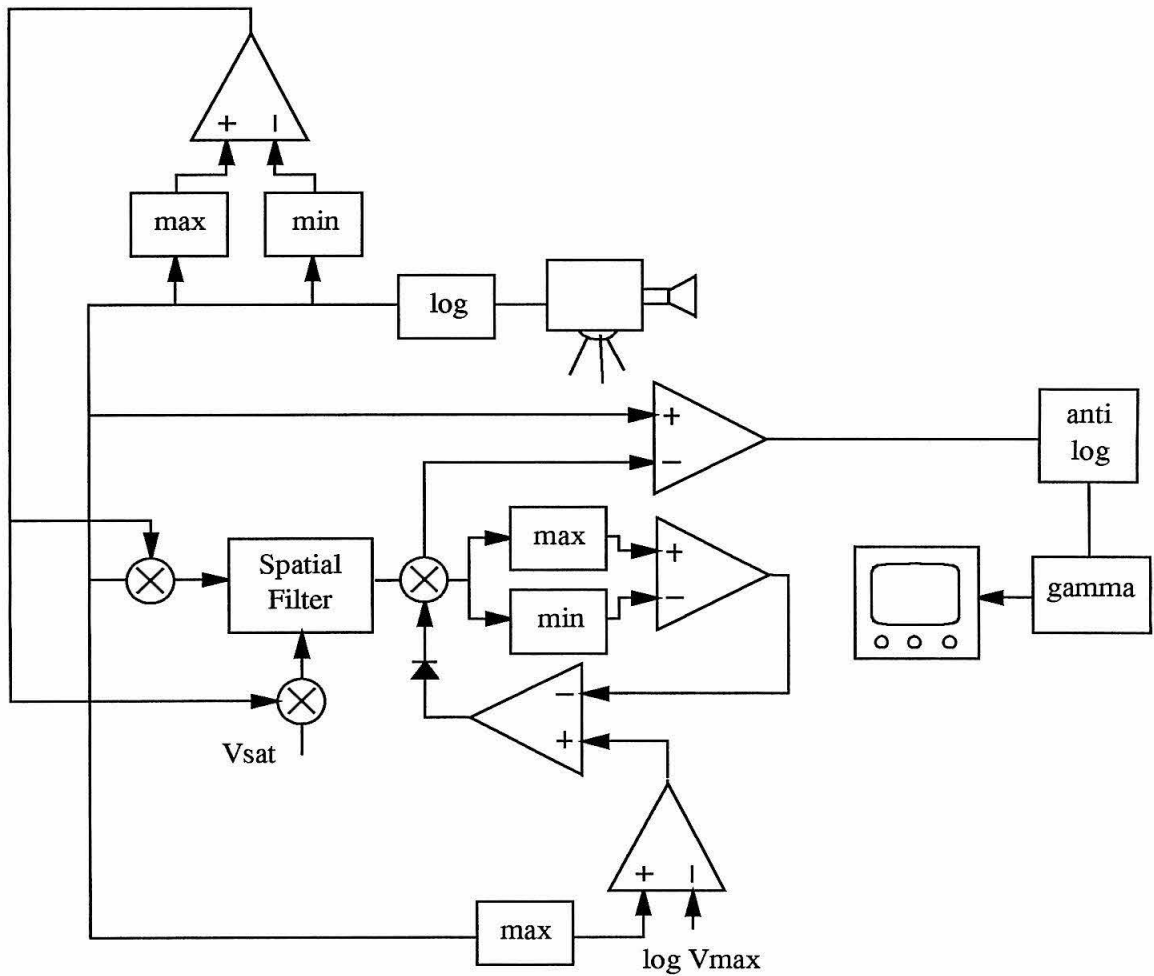 + −
max
min
log
+
−
anti
log
Spatial
Filter
max
min
+
−
gamma
−
+
Vsat
+ −
max
log Vmax